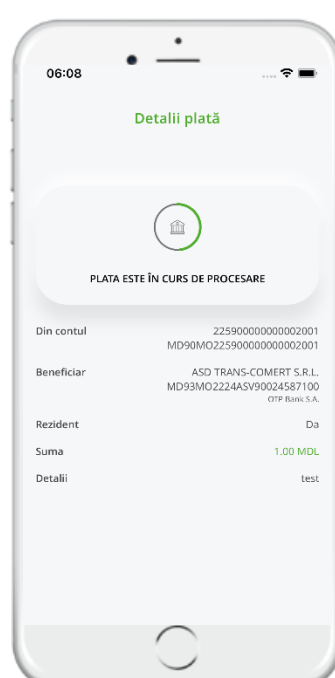 06:08
Detalii plată
PLATA ESTE ÎN CURS DE PROCESARE
Din contul
225900000000002001
MD90MO225900000000002001
Beneficiar
ASD TRANS-COMERT S.R.L.
MD93MO2224ASV90024587100
OTP Bank S.A.
Rezident
Da
Suma
1.00 MDL
Detalii
test